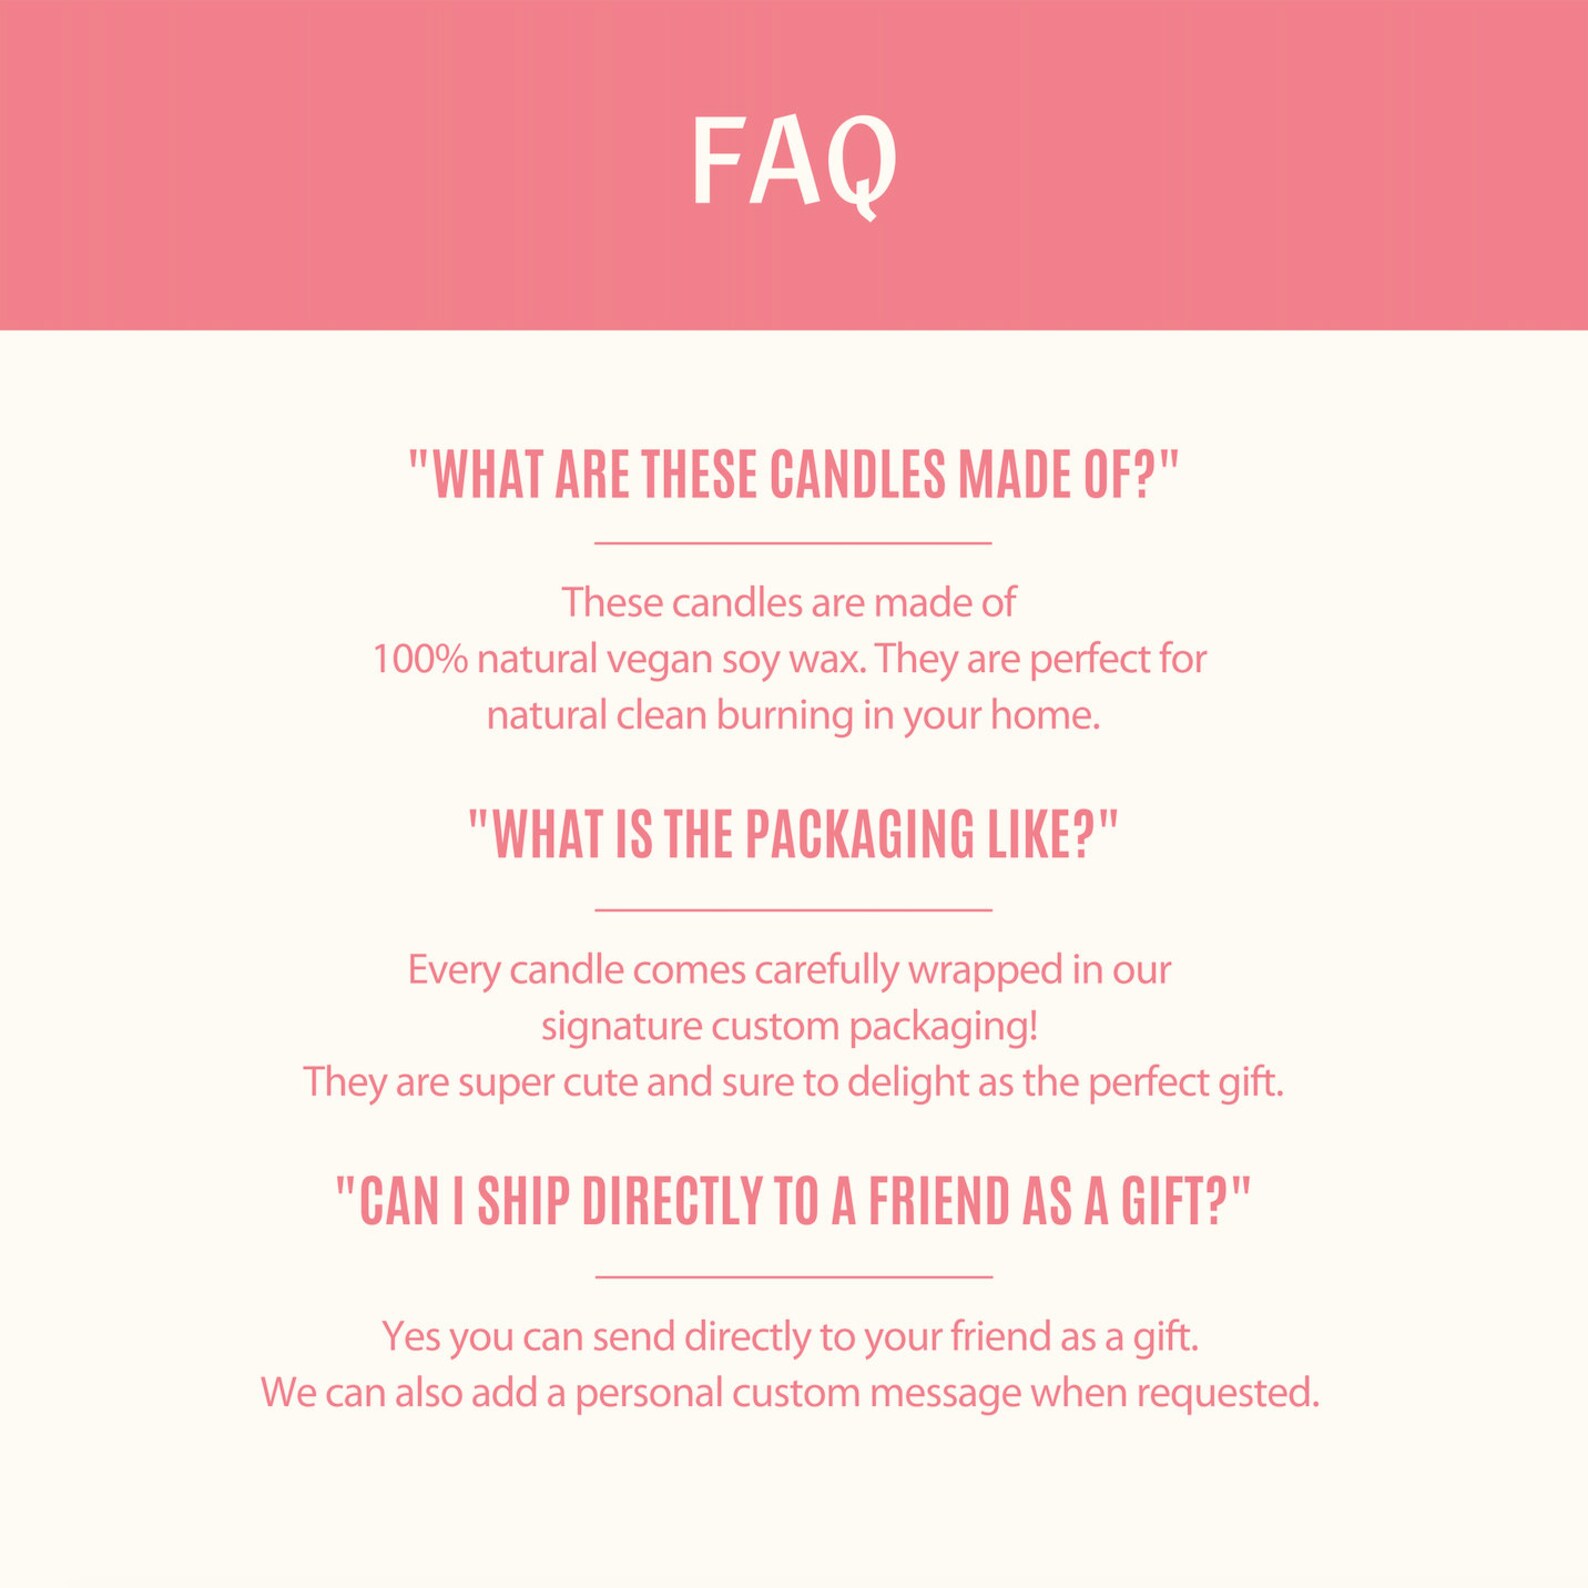 FAQ
"WHAT ARE THESE CANDLES MADE OF?"
These candles are made of
100% natural vegan soy wax. They are perfect for
natural clean burning in your home.
"WHAT IS THE PACKAGING LIKE?"
Every candle comes carefully wrapped in our
signature custom packaging!
They are super cute and sure to delight as the perfect gift.
"CAN I SHIP DIRECTLY TO A FRIEND AS A GIFT?"
Yes you can send directly to your friend as a gift.
We can also add a personal custom message when requested.